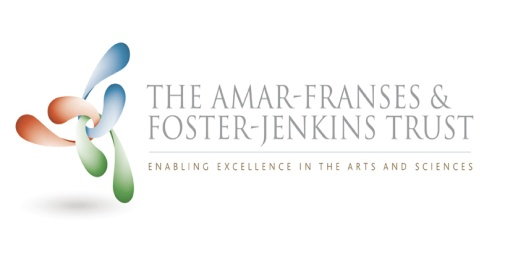 THE AMAR-FRANSES &
FOSTER-JENKINS TRUST
ENABLING EXCELLENCE IN THE ARTS AND SCIENCES